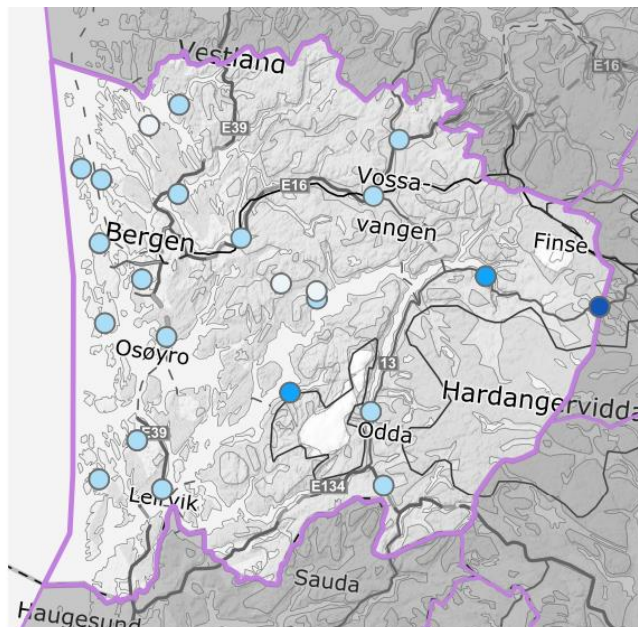 Vestland
E16
E39
Vossa-
vangen
E16
Bergen
Finse
Osøyro
13
Hardangervidda
Odda
E39
Leirvik
E134
Sauda
Haugesund